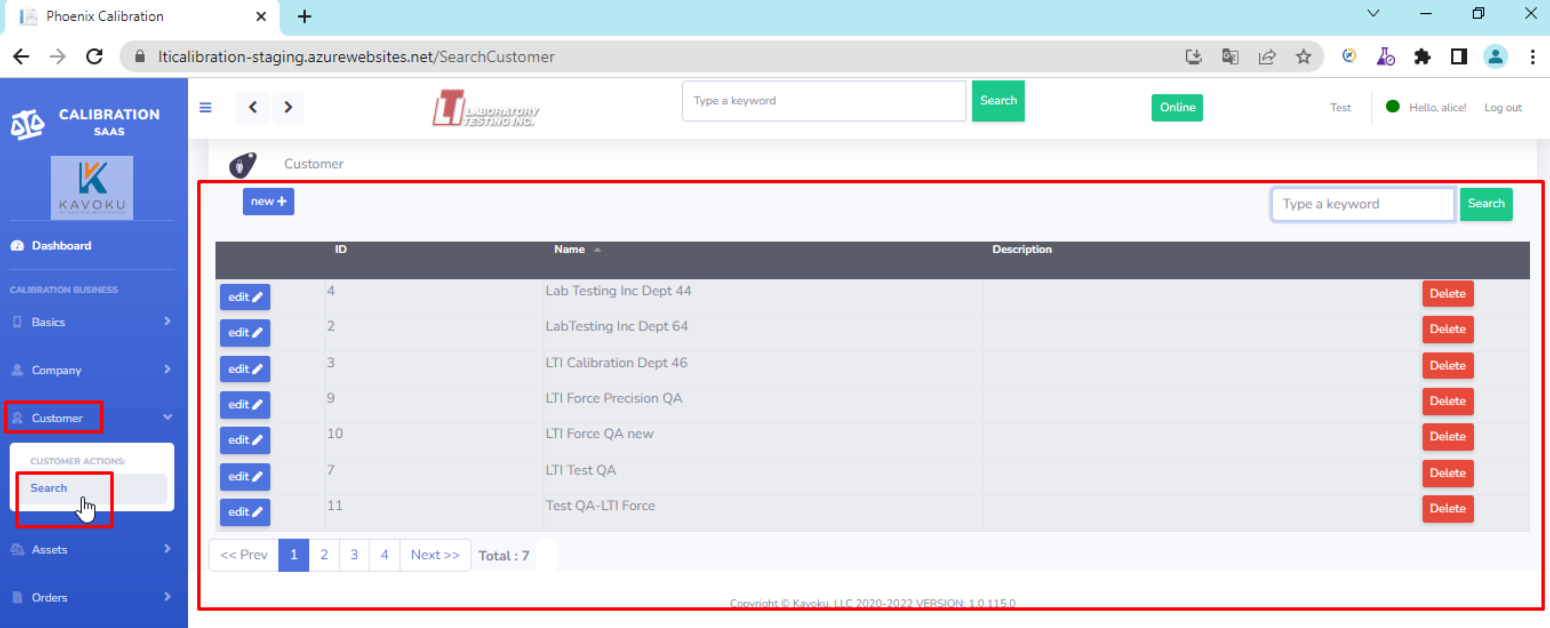 Phoenix Calibration
lticalibration-staging.azurewebsites.net/SearchCustomer
CALIBRATION
SAAS
KAVOKU
Dashboard
CALIBRATION BUSINESS
Basics
Company
Customer
CUSTOMER ACTIONS:
Search
Assets
Orders
LABORATORY
TESTING INC.
Type a keyword Search Online Test Hello, alice! Log out
Customer
new + Type a keyword Search
ID Name Description
edit 4 Lab Testing Inc Dept 44 Delete
edit 2 LabTesting Inc Dept 64 Delete
edit 3 LTI Calibration Dept 46 Delete
edit 9 LTI Force Precision QA Delete
edit 10 LTI Force QA new Delete
edit 7 LTI Test QA Delete
edit 11 Test QA-LTI Force Delete
<< Prev 1 2 3 4 Next >> Total : 7
Copyright © Kavoku, LLC 2020-2022 VERSION: 1.0.115.0